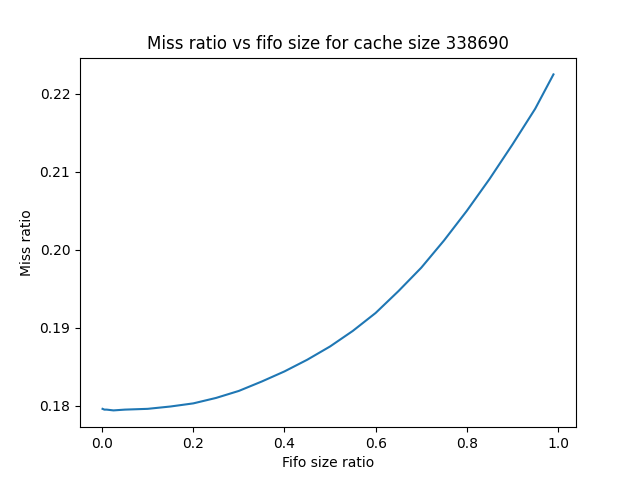 Miss ratio vs fifo size for cache size 338690
0.22
0.21
0.20
0.19
0.18
Miss ratio
0.0 0.2 0.4 0.6 0.8 1.0
Fifo size ratio